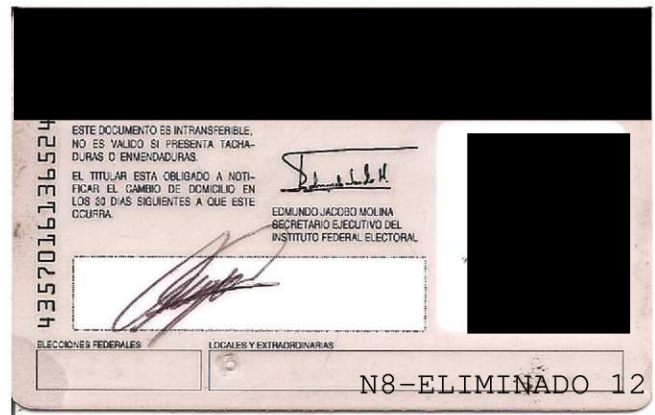 4357016136524
ESTE DOCUMENTO ES INTRANSFERIBLE,
NO ES VALIDO SI PRESENTA TACHA-
DURAS O ENMENDADURAS.
EL TITULAR ESTA OBLIGADO A NOTI-
FICAR EL CAMBIO DE DOMICILIO EN
LOS 30 DIAS SIGUIENTES A QUE ESTE
OCURRA.
EDMUNDO JACOBO MOLINA
SECRETARIO EJECUTIVO DEL
INSTITUTO FEDERAL ELECTORAL
ELECCIONES FEDERALES
LOCALES Y EXTRAORDINARIAS
N8-ELIMINADO 12